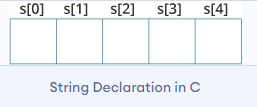 s[0] s[1] s[2] s[3] s[4]
String Declaration in C